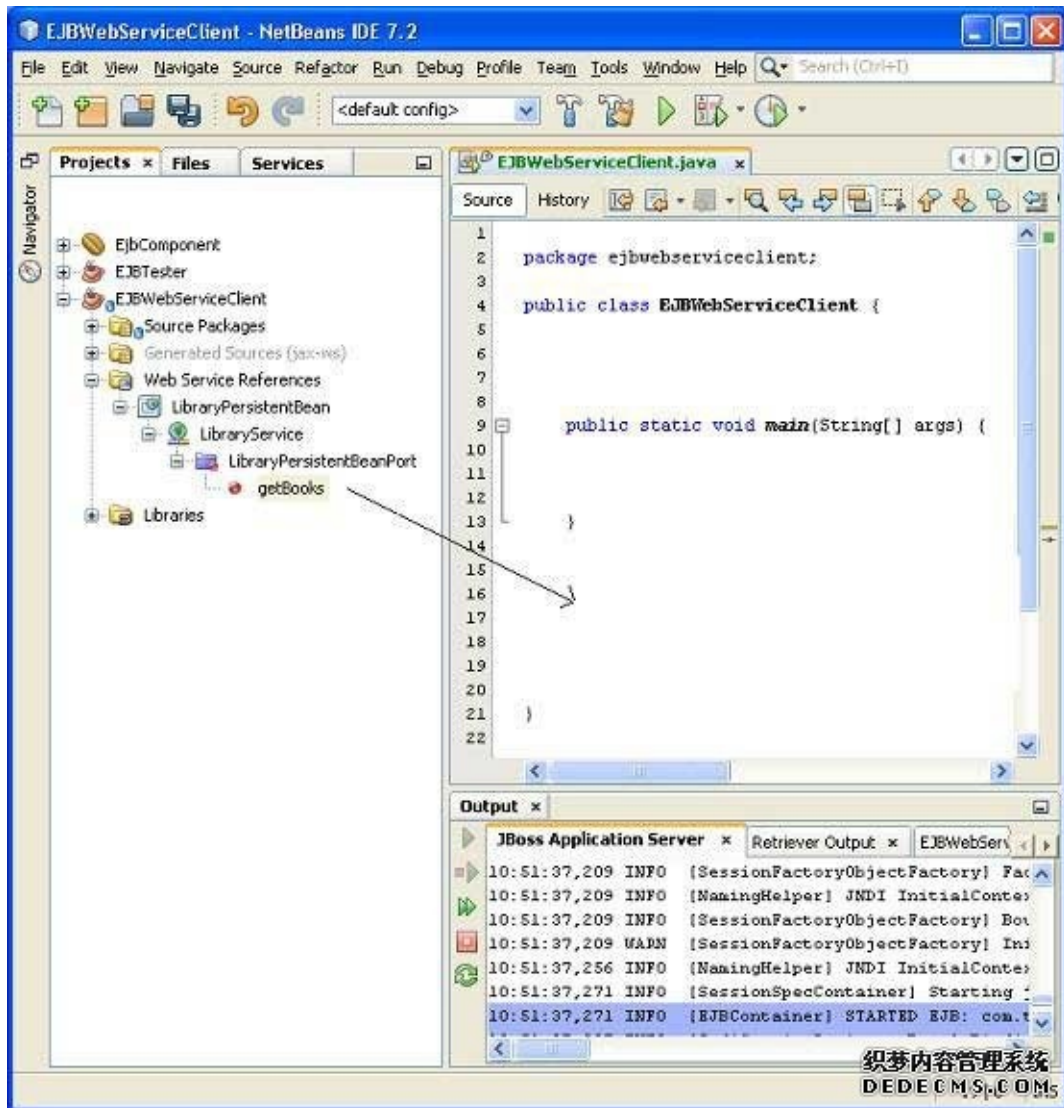 EJBWebServiceClient - NetBeans IDE 7.2
File Edit View Navigate Source Refactor Run Debug Profile Team Tools Window Help Search (Ctrl+I)
<default config>
Projects × Files Services
Navigator
EjbComponent
EJBTester
EJBWebServiceClient
Source Packages
Generated Sources (jax-ws)
Web Service References
LibraryPersistentBean
LibraryService
LibraryPersistentBeanPort
getBooks
Libraries
EJBWebServiceClient.java ×
Source History
1
2 package ejbwebserviceclient;
3
4 public class EJBWebServiceClient {
5
6
7
8
9 public static void main(String[] args) {
10
11
12
13 }
14
15
16
17
18
19
20
21 }
22
Output ×
JBoss Application Server × Retriever Output × EJBWebServ
10:51:37,209 INFO [SessionFactoryObjectFactory] Fac
10:51:37,209 INFO [NamingHelper] JNDI InitialContex
10:51:37,209 INFO [SessionFactoryObjectFactory] Bou
10:51:37,209 WARN [SessionFactoryObjectFactory] Ini
10:51:37,256 INFO [NamingHelper] JNDI InitialContex
10:51:37,271 INFO [SessionSpecContainer] Starting
10:51:37,271 INFO [EJBContainer] STARTED EJB: com.t
织梦内容管理系统
DEDECMS.COM